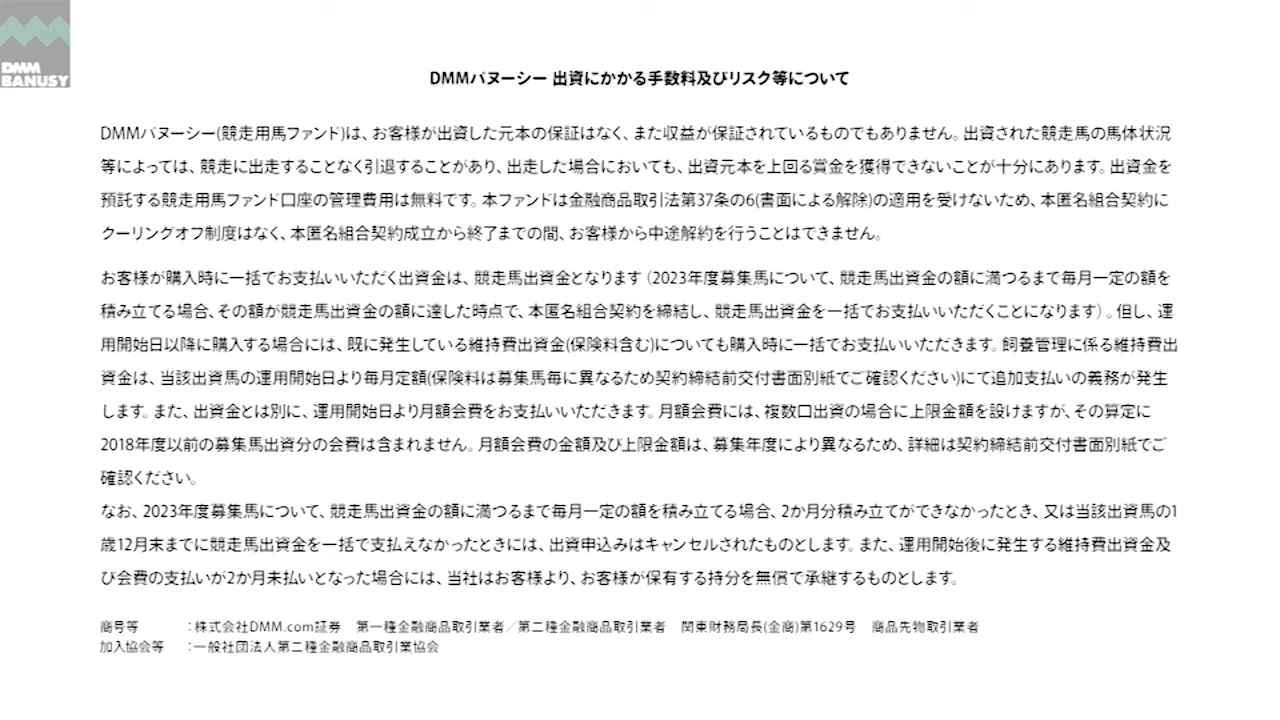 DMM
BANUSY
DMMバヌーシー 出資にかかる手数料及びリスク等について
DMMバヌーシー(競走用馬ファンド)は、お客様が出資した元本の保証はなく、また収益が保証されているものでもありません。出資された競走馬の馬体状況
等によっては、競走に出走することなく引退することがあり、出走した場合においても、出資元本を上回る賞金を獲得できないことが十分にあります。出資金を
預託する競走用馬ファンド口座の管理費用は無料です。本ファンドは金融商品取引法第37条の6(書面による解除)の適用を受けないため、本匿名組合契約に
クーリングオフ制度はなく、本匿名組合契約成立から終了までの間、お客様から中途解約を行うことはできません。
お客様が購入時に一括でお支払いいただく出資金は、競走馬出資金となります（2023年度募集馬について、競走馬出資金の額に満つるまで毎月一定の額を
積み立てる場合、その額が競走馬出資金の額に達した時点で、本匿名組合契約を締結し、競走馬出資金を一括でお支払いいただくことになります）。但し、運
用開始日以降に購入する場合には、既に発生している維持費出資金(保険料含む)についても購入時に一括でお支払いいただきます。飼養管理に係る維持費出
資金は、当該出資馬の運用開始日より毎月定額(保険料は募集馬毎に異なるため契約締結前交付書面別紙でご確認ください)にて追加支払いの義務が発生
します。また、出資金とは別に、運用開始日より月額会費をお支払いいただきます。月額会費には、複数口出資の場合に上限金額を設けますが、その算定に
2018年度以前の募集馬出資分の会費は含まれません。月額会費の金額及び上限金額は、募集年度により異なるため、詳細は契約締結前交付書面別紙でご
確認ください。
なお、2023年度募集馬について、競走馬出資金の額に満つるまで毎月一定の額を積み立てる場合、2か月分積み立てができなかったとき、又は当該出資馬の1
歳12月末までに競走馬出資金を一括で支払えなかったときには、出資申込みはキャンセルされたものとします。また、運用開始後に発生する維持費出資金及
び会費の支払いが2か月未払いとなった場合には、当社はお客様より、お客様が保有する持分を無償で承継するものとします。
商号等　　：株式会社DMM.com証券　第一種金融商品取引業者／第二種金融商品取引業者　関東財務局長(金商)第1629号　商品先物取引業者
加入協会等　：一般社団法人第二種金融商品取引業協会